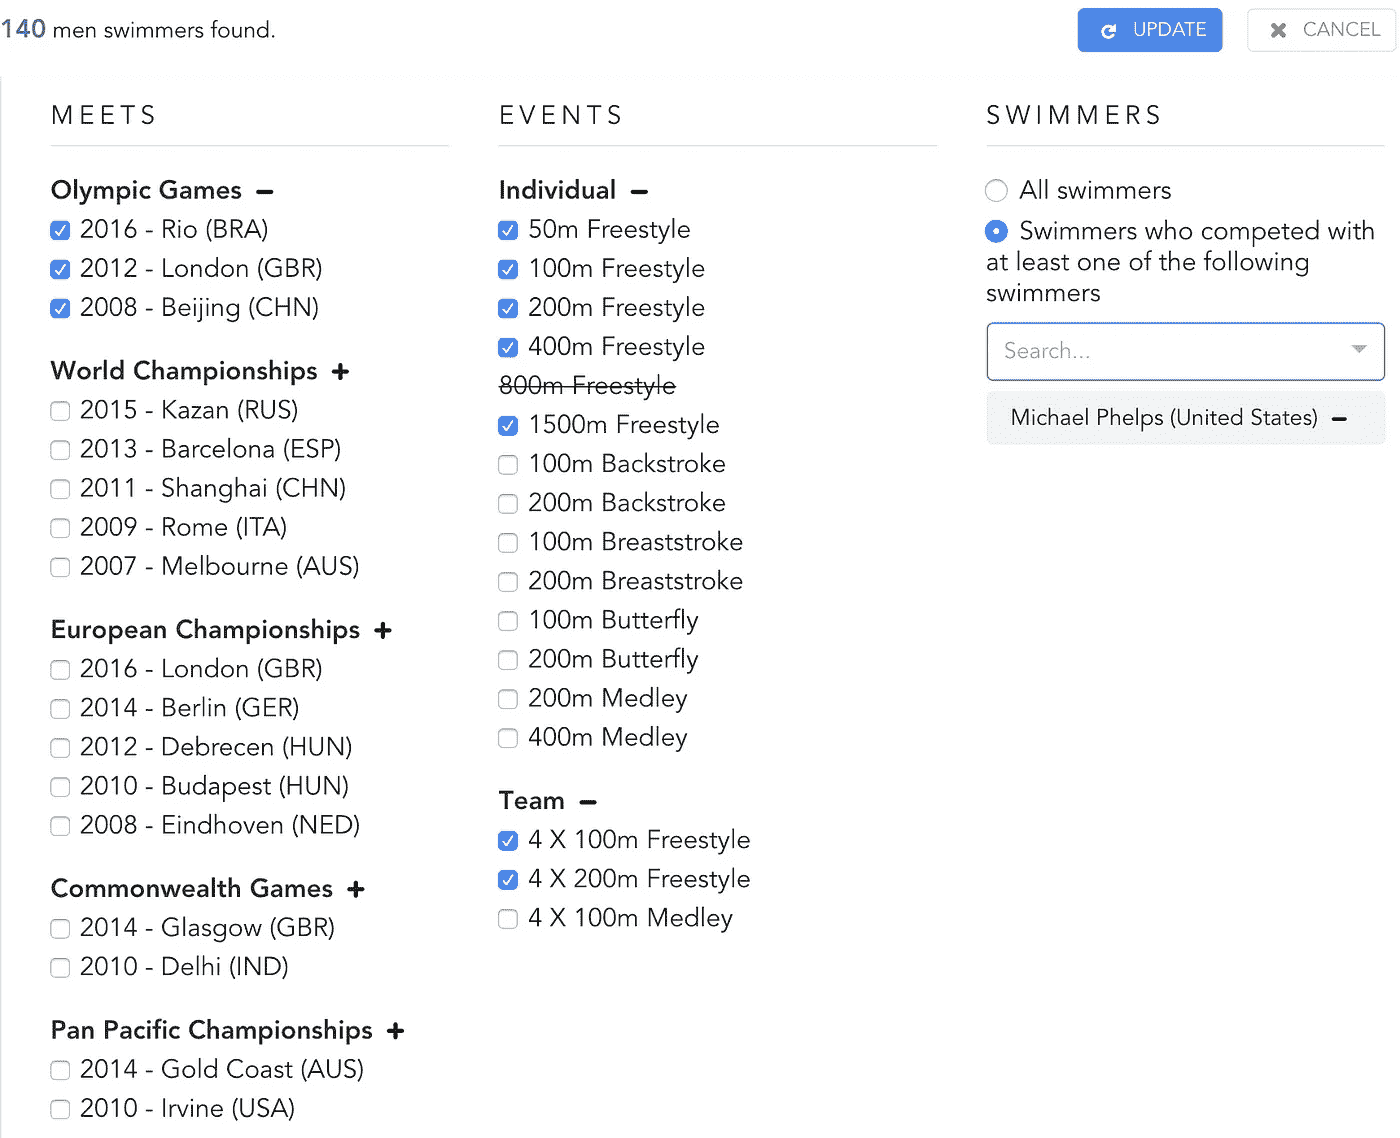 140 men swimmers found.
UPDATE
CANCEL
MEETS
Olympic Games
2016 - Rio (BRA)
2012 - London (GBR)
2008 - Beijing (CHN)
World Championships
2015 - Kazan (RUS)
2013 - Barcelona (ESP)
2011 - Shanghai (CHN)
2009 - Rome (ITA)
2007 - Melbourne (AUS)
European Championships
2016 - London (GBR)
2014 - Berlin (GER)
2012 - Debrecen (HUN)
2010 - Budapest (HUN)
2008 - Eindhoven (NED)
Commonwealth Games
2014 - Glasgow (GBR)
2010 - Delhi (IND)
Pan Pacific Championships
2014 - Gold Coast (AUS)
2010 - Irvine (USA)
EVENTS
Individual
50m Freestyle
100m Freestyle
200m Freestyle
400m Freestyle
800m Freestyle
1500m Freestyle
100m Backstroke
200m Backstroke
100m Breaststroke
200m Breaststroke
100m Butterfly
200m Butterfly
200m Medley
400m Medley
Team
4 X 100m Freestyle
4 X 200m Freestyle
4 X 100m Medley
SWIMMERS
All swimmers
Swimmers who competed with
at least one of the following
swimmers
Search...
Michael Phelps (United States)